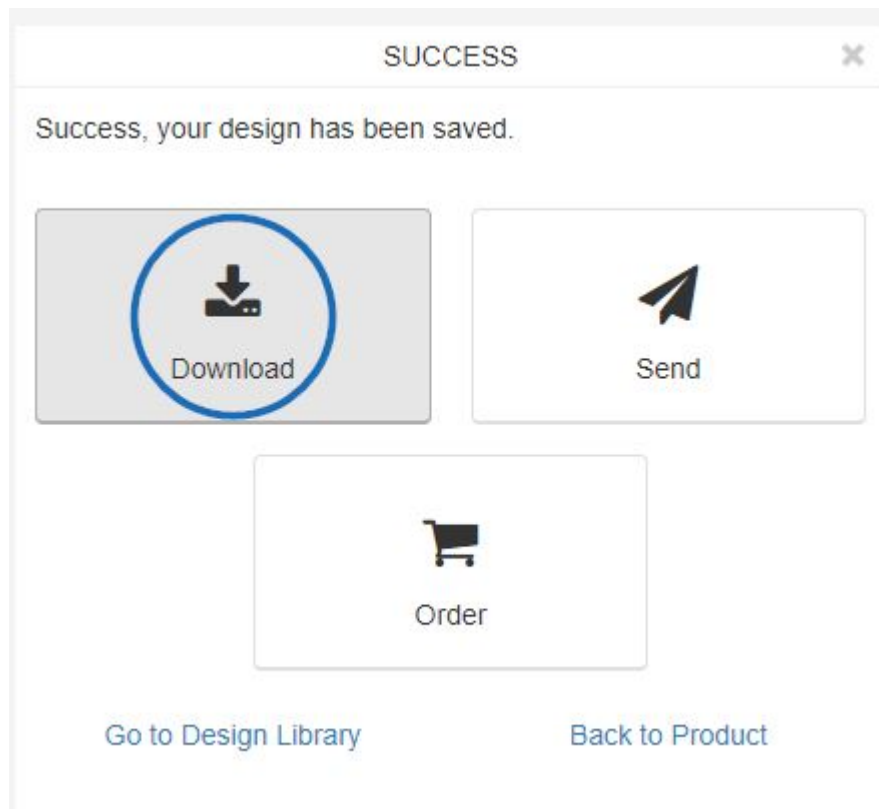 SUCCESS
Success, your design has been saved.
Download
Send
Order
Go to Design Library
Back to Product